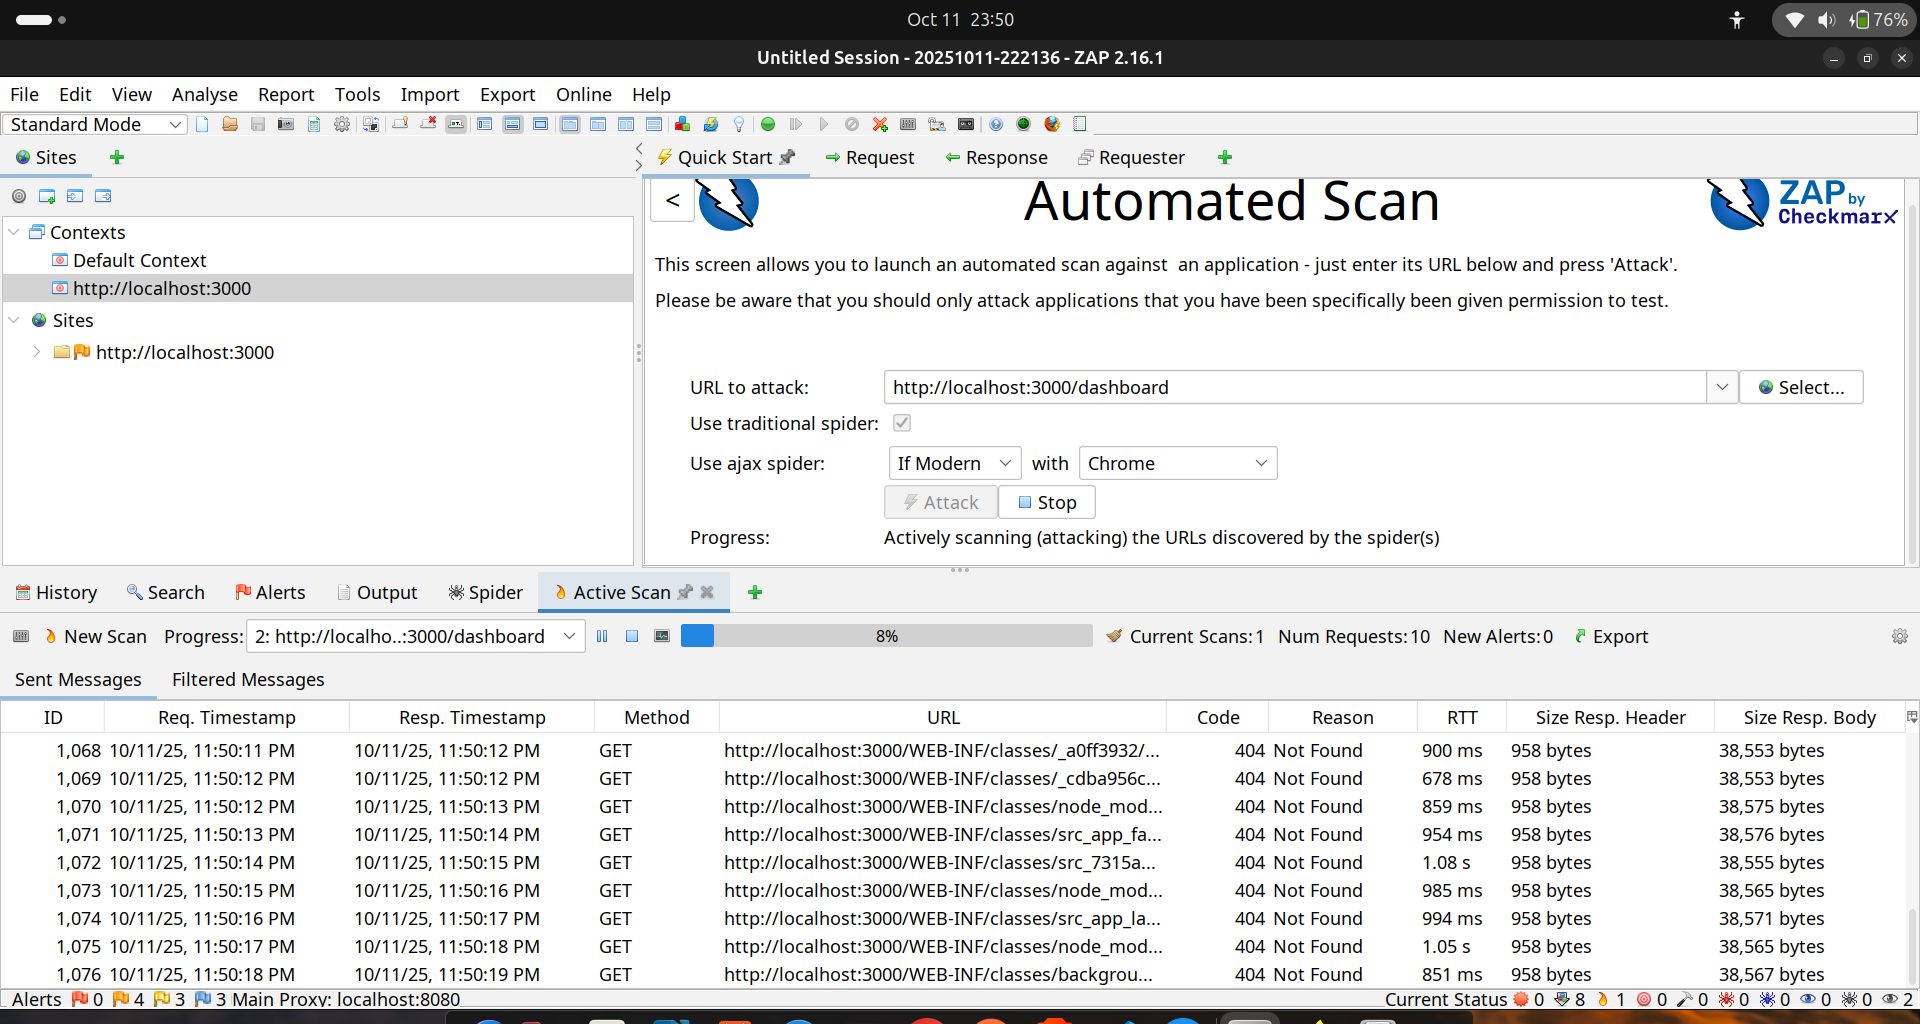 Oct 11 23:50
76%
Untitled Session - 20251011-222136 - ZAP 2.16.1
File Edit View Analyse Report Tools Import Export Online Help
Standard Mode
Sites
Quick Start Request Response Requester
<
Automated Scan
ZAP by Checkmarx
This screen allows you to launch an automated scan against  an application - just enter its URL below and press 'Attack'.
Please be aware that you should only attack applications that you have been specifically been given permission to test.
Contexts
Default Context
http://localhost:3000
Sites
http://localhost:3000
URL to attack: http://localhost:3000/dashboard Select...
Use traditional spider:
Use ajax spider: If Modern with Chrome
Attack Stop
Progress: Actively scanning (attacking) the URLs discovered by the spider(s)
History Search Alerts Output Spider Active Scan
New Scan Progress: 2: http://localho..:3000/dashboard 8% Current Scans: 1 Num Requests: 10 New Alerts: 0 Export
Sent Messages Filtered Messages
ID Req. Timestamp Resp. Timestamp Method URL Code Reason RTT Size Resp. Header Size Resp. Body
1,068 10/11/25, 11:50:11 PM 10/11/25, 11:50:12 PM GET http://localhost:3000/WEB-INF/classes/_a0ff3932/... 404 Not Found 900 ms 958 bytes 38,553 bytes
1,069 10/11/25, 11:50:12 PM 10/11/25, 11:50:12 PM GET http://localhost:3000/WEB-INF/classes/_cdba956c... 404 Not Found 678 ms 958 bytes 38,553 bytes
1,070 10/11/25, 11:50:12 PM 10/11/25, 11:50:13 PM GET http://localhost:3000/WEB-INF/classes/node_mod... 404 Not Found 859 ms 958 bytes 38,575 bytes
1,071 10/11/25, 11:50:13 PM 10/11/25, 11:50:14 PM GET http://localhost:3000/WEB-INF/classes/src_app_fa... 404 Not Found 954 ms 958 bytes 38,576 bytes
1,072 10/11/25, 11:50:14 PM 10/11/25, 11:50:15 PM GET http://localhost:3000/WEB-INF/classes/src_7315a... 404 Not Found 1.08 s 958 bytes 38,555 bytes
1,073 10/11/25, 11:50:15 PM 10/11/25, 11:50:16 PM GET http://localhost:3000/WEB-INF/classes/node_mod... 404 Not Found 985 ms 958 bytes 38,565 bytes
1,074 10/11/25, 11:50:16 PM 10/11/25, 11:50:17 PM GET http://localhost:3000/WEB-INF/classes/src_app_la... 404 Not Found 994 ms 958 bytes 38,571 bytes
1,075 10/11/25, 11:50:17 PM 10/11/25, 11:50:18 PM GET http://localhost:3000/WEB-INF/classes/node_mod... 404 Not Found 1.05 s 958 bytes 38,565 bytes
1,076 10/11/25, 11:50:18 PM 10/11/25, 11:50:19 PM GET http://localhost:3000/WEB-INF/classes/backgrou... 404 Not Found 851 ms 958 bytes 38,567 bytes
Alerts 0 4 3 3 Main Proxy: localhost:8080 Current Status 0 8 1 0 0 0 0 0 0 2